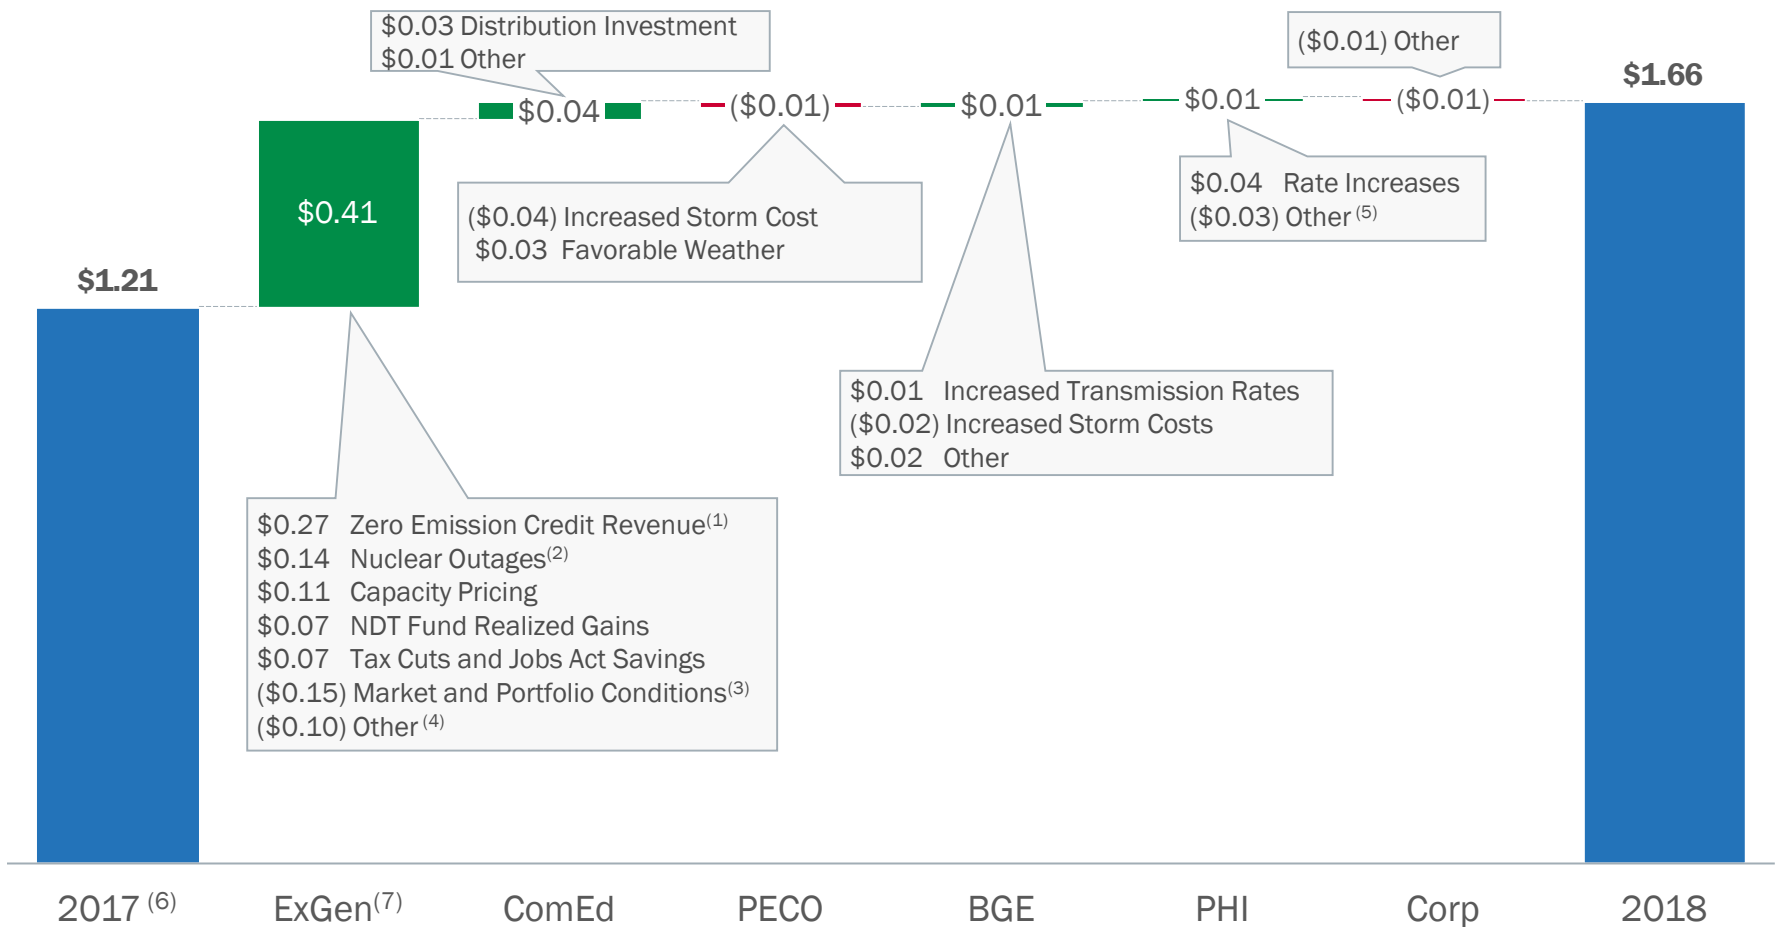 $0.03 Distribution Investment
$0.01 Other
($0.01) Other
$1.66
$0.04
($0.01)
$0.01
$0.01
($0.01)
$0.41
($0.04) Increased Storm Cost
$0.03 Favorable Weather
$0.04 Rate Increases
($0.03) Other (5)
$1.21
$0.01 Increased Transmission Rates
($0.02) Increased Storm Costs
$0.02 Other
$0.27 Zero Emission Credit Revenue(1)
$0.14 Nuclear Outages(2)
$0.11 Capacity Pricing
$0.07 NDT Fund Realized Gains
$0.07 Tax Cuts and Jobs Act Savings
($0.15) Market and Portfolio Conditions(3)
($0.10) Other (4)
2017 (6)
ExGen(7)
ComEd
PECO
BGE
PHI
Corp
2018